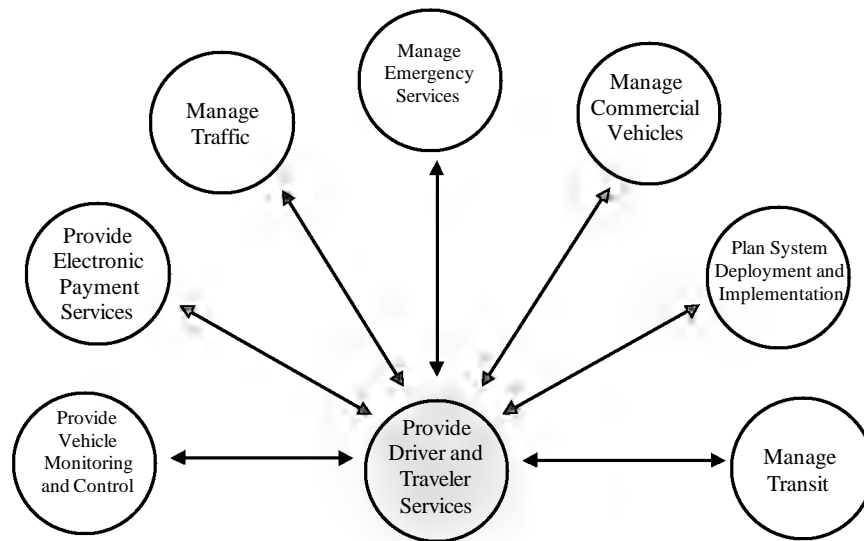 Manage
Emergency
Services
Manage
Traffic
Manage
Commercial
Vehicles
Provide
Electronic
Payment
Services
Plan System
Deployment and
Implementation
Provide
Vehicle
Monitoring
and Control
Provide
Driver and
Traveler
Services
Manage
Transit